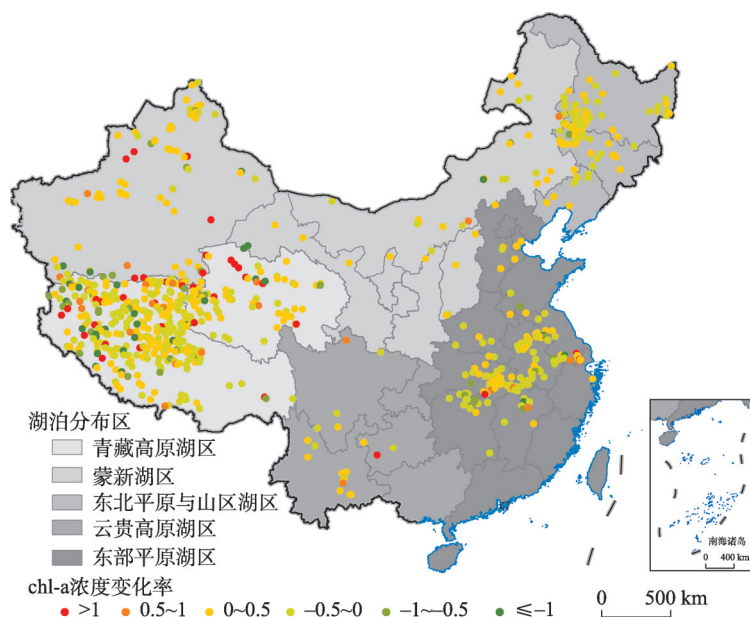 湖泊分布区
青藏高原湖区
蒙新湖区
东北平原与山区湖区
云贵高原湖区
东部平原湖区
chl-a浓度变化率
>1 0.5~1 0~0.5 −0.5~0 −1~−0.5 ≤−1
0 500 km
南海诸岛
0 400 km